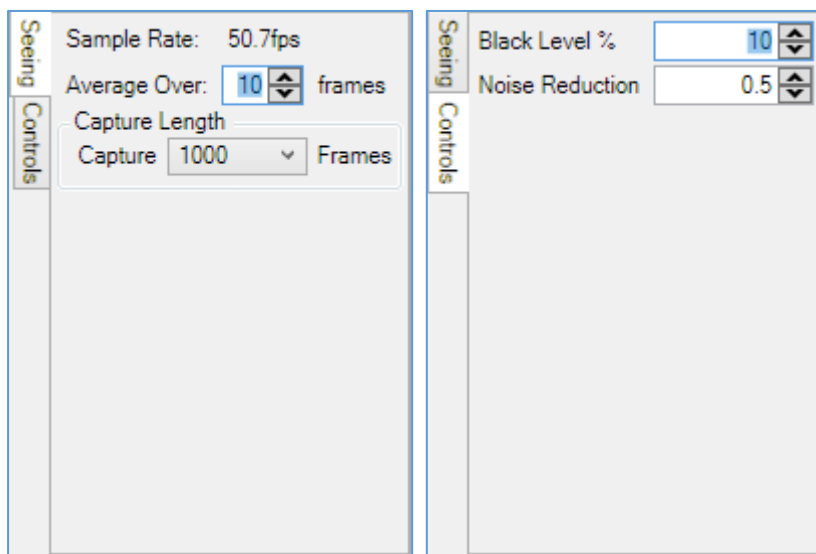 Seeing
Controls
Sample Rate: 50.7fps
Average Over: 10 frames
Capture Length
Capture 1000 Frames
Seeing
Controls
Black Level % 10
Noise Reduction 0.5